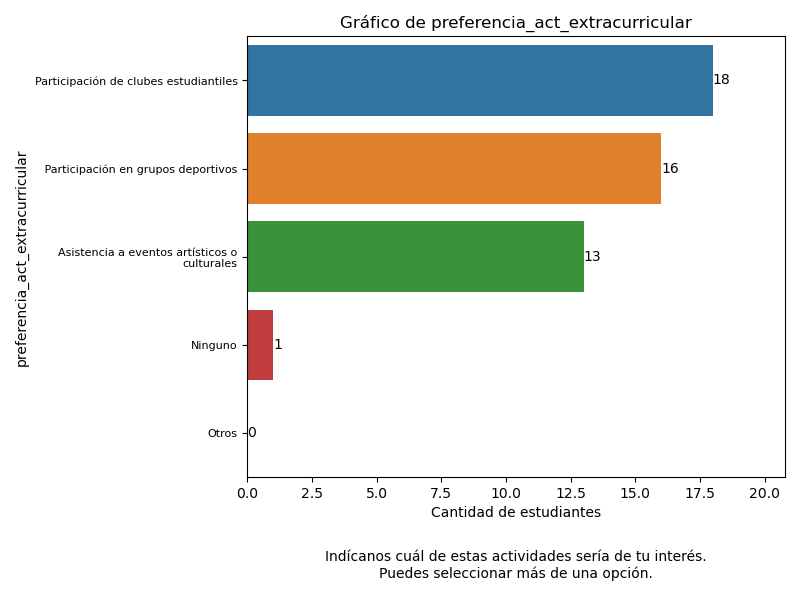 Gráfico de preferencia_act_extracurricular
preferencia_act_extracurricular
Participación de clubes estudiantiles
18
Participación en grupos deportivos
16
Asistencia a eventos artísticos o
culturales
13
Ninguno
1
Otros
0
0.0 2.5 5.0 7.5 10.0 12.5 15.0 17.5 20.0
Cantidad de estudiantes
Indícanos cuál de estas actividades sería de tu interés.
Puedes seleccionar más de una opción.